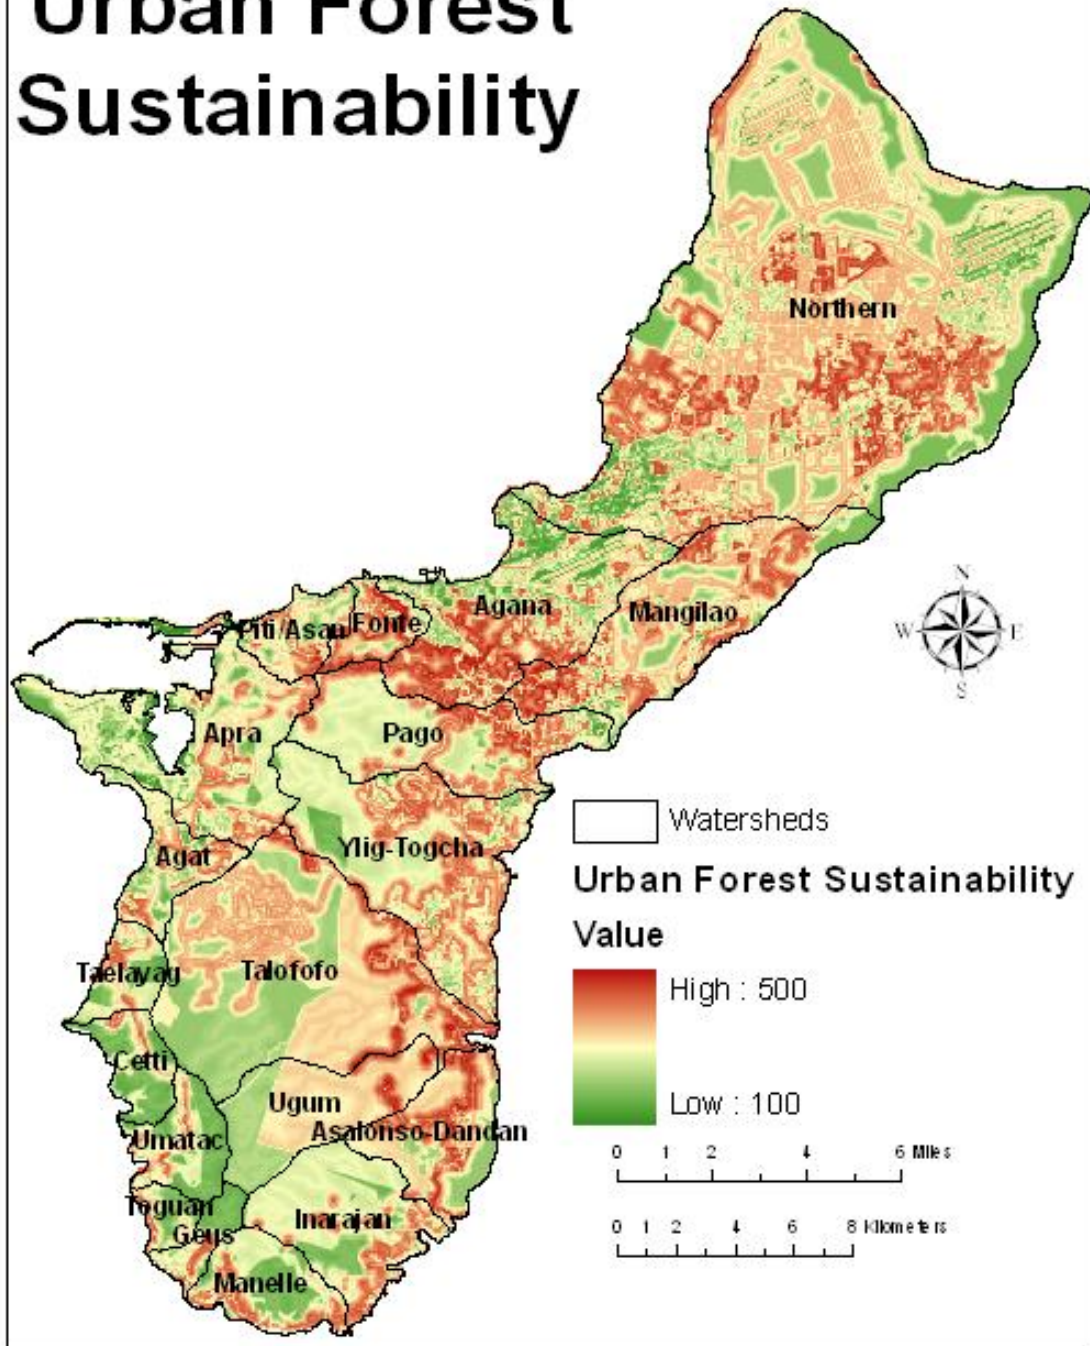 Urban Forest
Sustainability
Northern
N
W E
S
Agana
Mangilao
Piti/Asan
Fonte
Apra
Pago
Watersheds
Agat
Ylig-Togcha
Urban Forest Sustainability
Value
High : 500
Low : 100
Taelayag
Talofofo
Cetti
Ugum
Asalonso-Dandan
Umatac
0 1 2 4 6 Miles
Toguan
Geus
Inarajan
0 1 2 4 6 8 Kilometers
Manelle